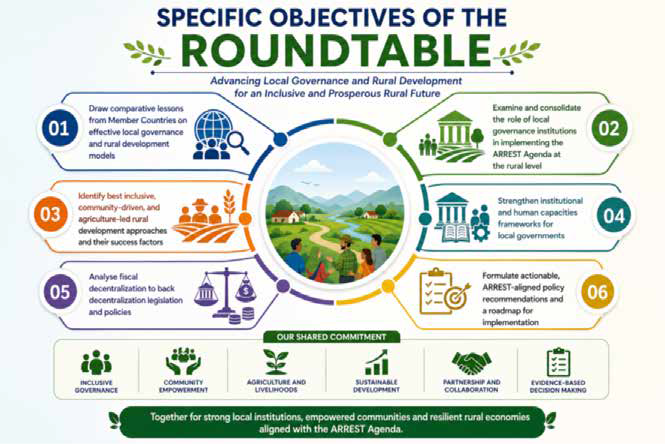 SPECIFIC OBJECTIVES OF THE
ROUNDTABLE
Advancing Local Governance and Rural Development
for an Inclusive and Prosperous Rural Future
01
Draw comparative lessons
from Member Countries on
effective local governance
and rural development
models
02
Examine and consolidate
the role of local
governance institutions in
implementing the
ARREST Agenda at
the rural level
03
Identify best inclusive,
community-driven, and
agriculture-led rural
development approaches
and their success factors
04
Strengthen institutional
and human capacities
frameworks for
local governments
05
Analyse fiscal
decentralization to back
decentralization legislation
and policies
06
Formulate actionable,
ARREST-aligned policy
recommendations and
a roadmap for
implementation
OUR SHARED COMMITMENT
INCLUSIVE
GOVERNANCE
COMMUNITY
EMPOWERMENT
AGRICULTURE AND
LIVELIHOODS
SUSTAINABLE
DEVELOPMENT
PARTNERSHIP AND
COLLABORATION
EVIDENCE-BASED
DECISION MAKING
Together for strong local institutions, empowered communities and resilient rural economies
aligned with the ARREST Agenda.